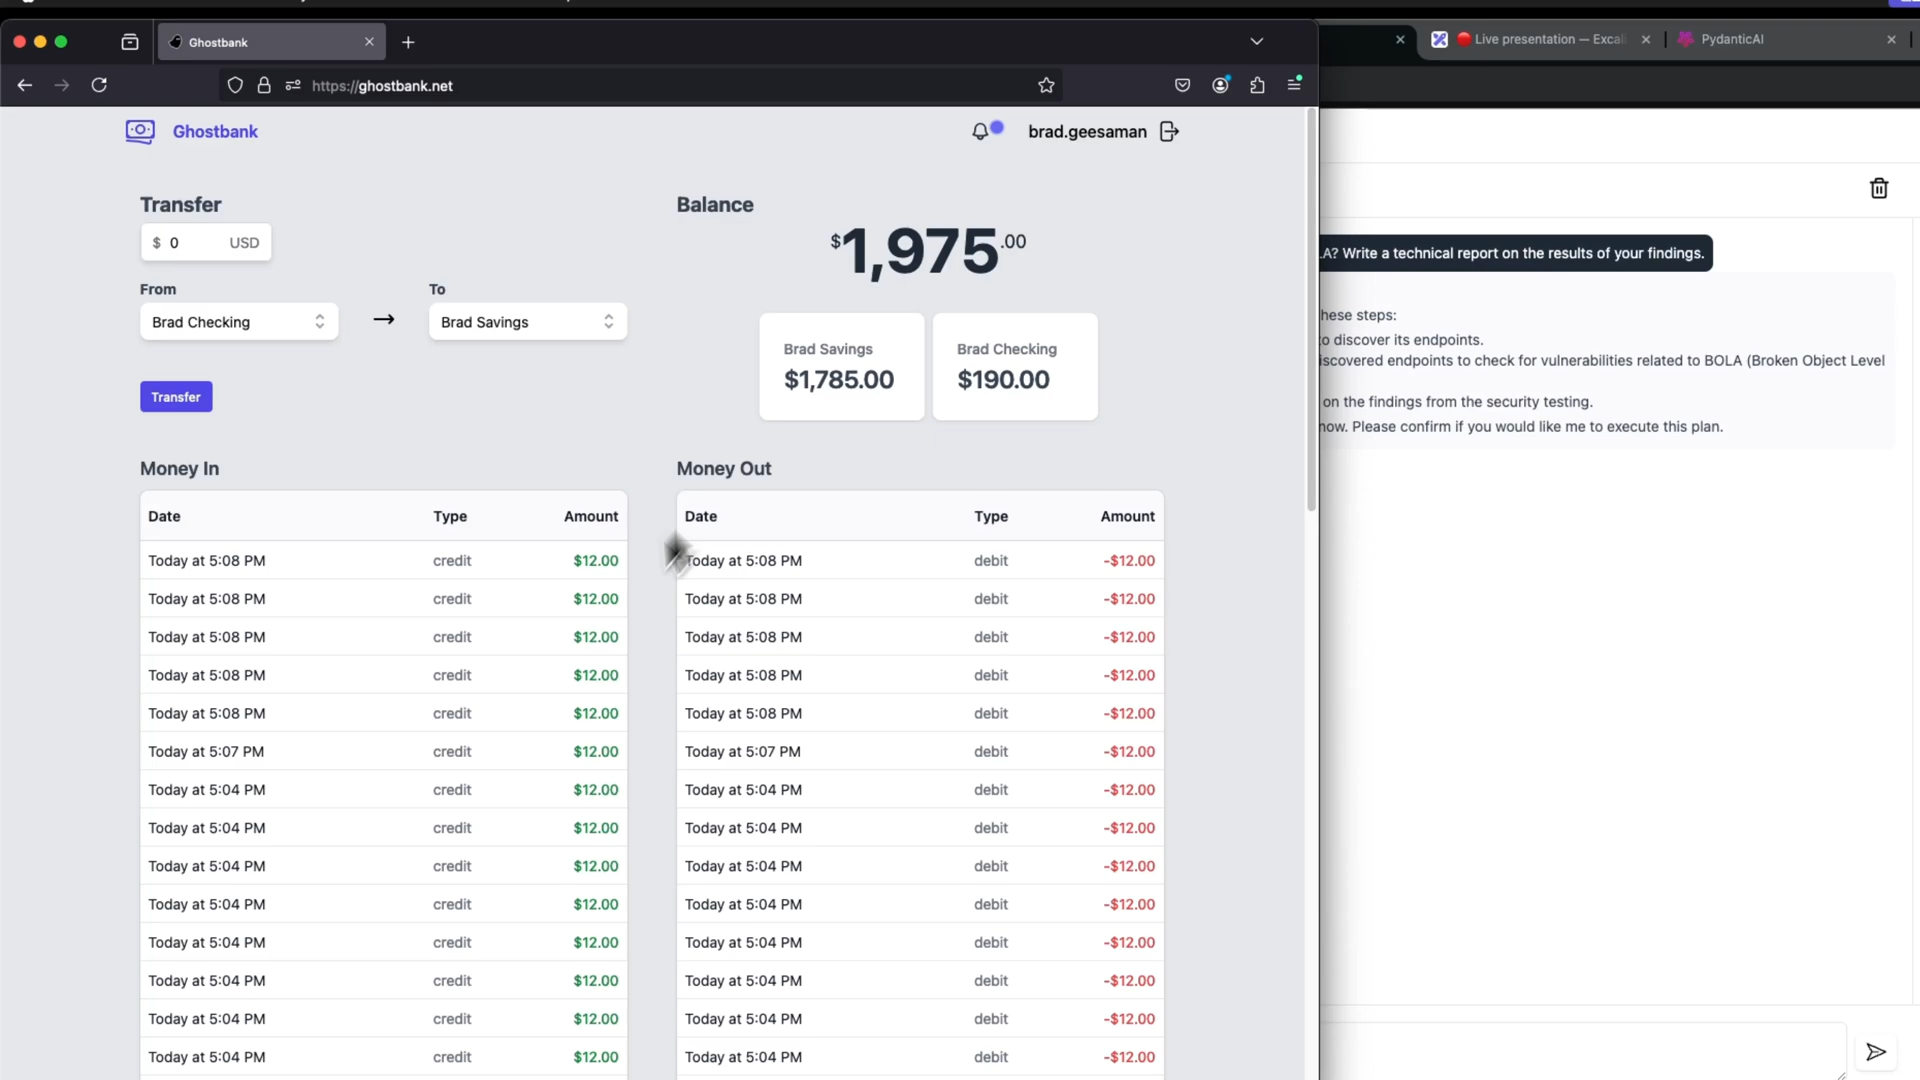 Ghostbank
Live presentation — Excal
PydanticAI
https://ghostbank.net
Ghostbank
brad.geesaman
Transfer
$ 0 USD
From
To
Brad Checking
Brad Savings
Transfer
Balance
$1,975.00
Brad Savings
$1,785.00
Brad Checking
$190.00
Money In
Date Type Amount
Today at 5:08 PM credit $12.00
Today at 5:08 PM credit $12.00
Today at 5:08 PM credit $12.00
Today at 5:08 PM credit $12.00
Today at 5:08 PM credit $12.00
Today at 5:07 PM credit $12.00
Today at 5:04 PM credit $12.00
Today at 5:04 PM credit $12.00
Today at 5:04 PM credit $12.00
Today at 5:04 PM credit $12.00
Today at 5:04 PM credit $12.00
Today at 5:04 PM credit $12.00
Today at 5:04 PM credit $12.00
Today at 5:04 PM credit $12.00
Money Out
Date Type Amount
Today at 5:08 PM debit -$12.00
Today at 5:08 PM debit -$12.00
Today at 5:08 PM debit -$12.00
Today at 5:08 PM debit -$12.00
Today at 5:08 PM debit -$12.00
Today at 5:07 PM debit -$12.00
Today at 5:04 PM debit -$12.00
Today at 5:04 PM debit -$12.00
Today at 5:04 PM debit -$12.00
Today at 5:04 PM debit -$12.00
Today at 5:04 PM debit -$12.00
Today at 5:04 PM debit -$12.00
Today at 5:04 PM debit -$12.00
Today at 5:04 PM debit -$12.00
A? Write a technical report on the results of your findings.
hese steps:
o discover its endpoints.
iscovered endpoints to check for vulnerabilities related to BOLA (Broken Object Level
on the findings from the security testing.
now. Please confirm if you would like me to execute this plan.